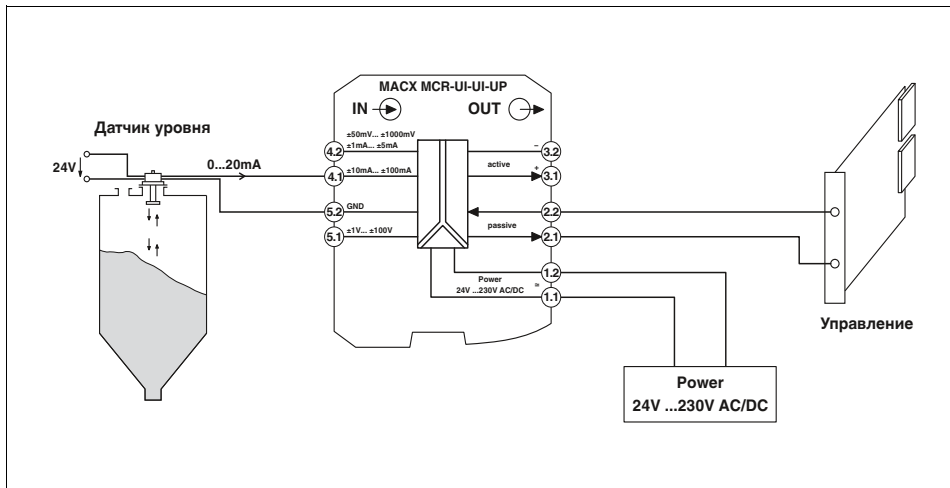 MACX MCR-UI-UI-UP
IN
OUT
Датчик уровня
24V
0...20mA
±50mV... ±1000mV
4.2
±1mA... ±5mA
4.1
±10mA... ±100mA
5.2
GND
5.1
±1V... ±100V
–
3.2
active
+
3.1
2.2
passive
2.1
1.2
Power
24V ...230V AC/DC
≃
1.1
Управление
Power
24V ...230V AC/DC